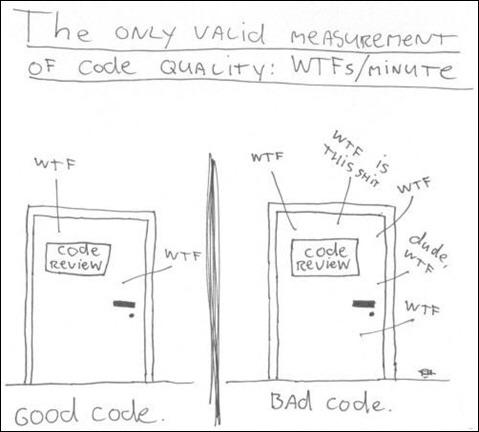 The ONLY VALID MEASUREMENT
OF Code QUALITY: WTFs/MINUTE
WTF
Code
REVIEW
WTF
GOOD code.
WTF
WTF is
THIS SHIT
WTF
Code
REVIEW
dude,
WTF
WTF
BAD code.